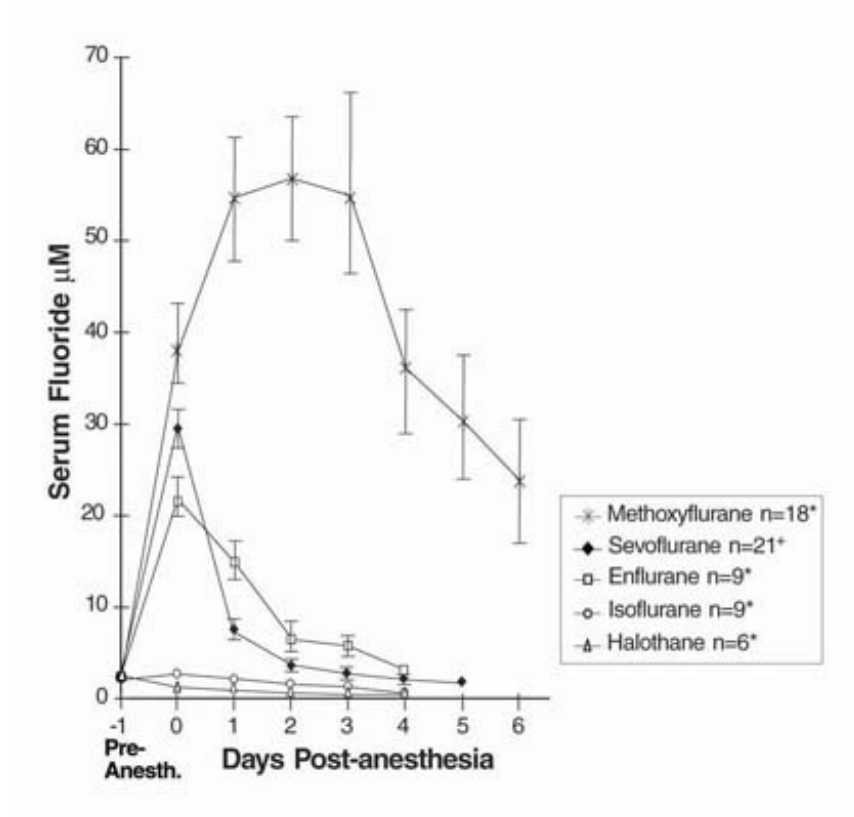 70
60
50
40
30
20
10
0
Serum Fluoride µM
-1 0 1 2 3 4 5 6
Pre-
Anesth.
Days Post-anesthesia
Methoxyflurane n=18*
Sevoflurane n=21+
Enflurane n=9*
Isoflurane n=9*
Halothane n=6*